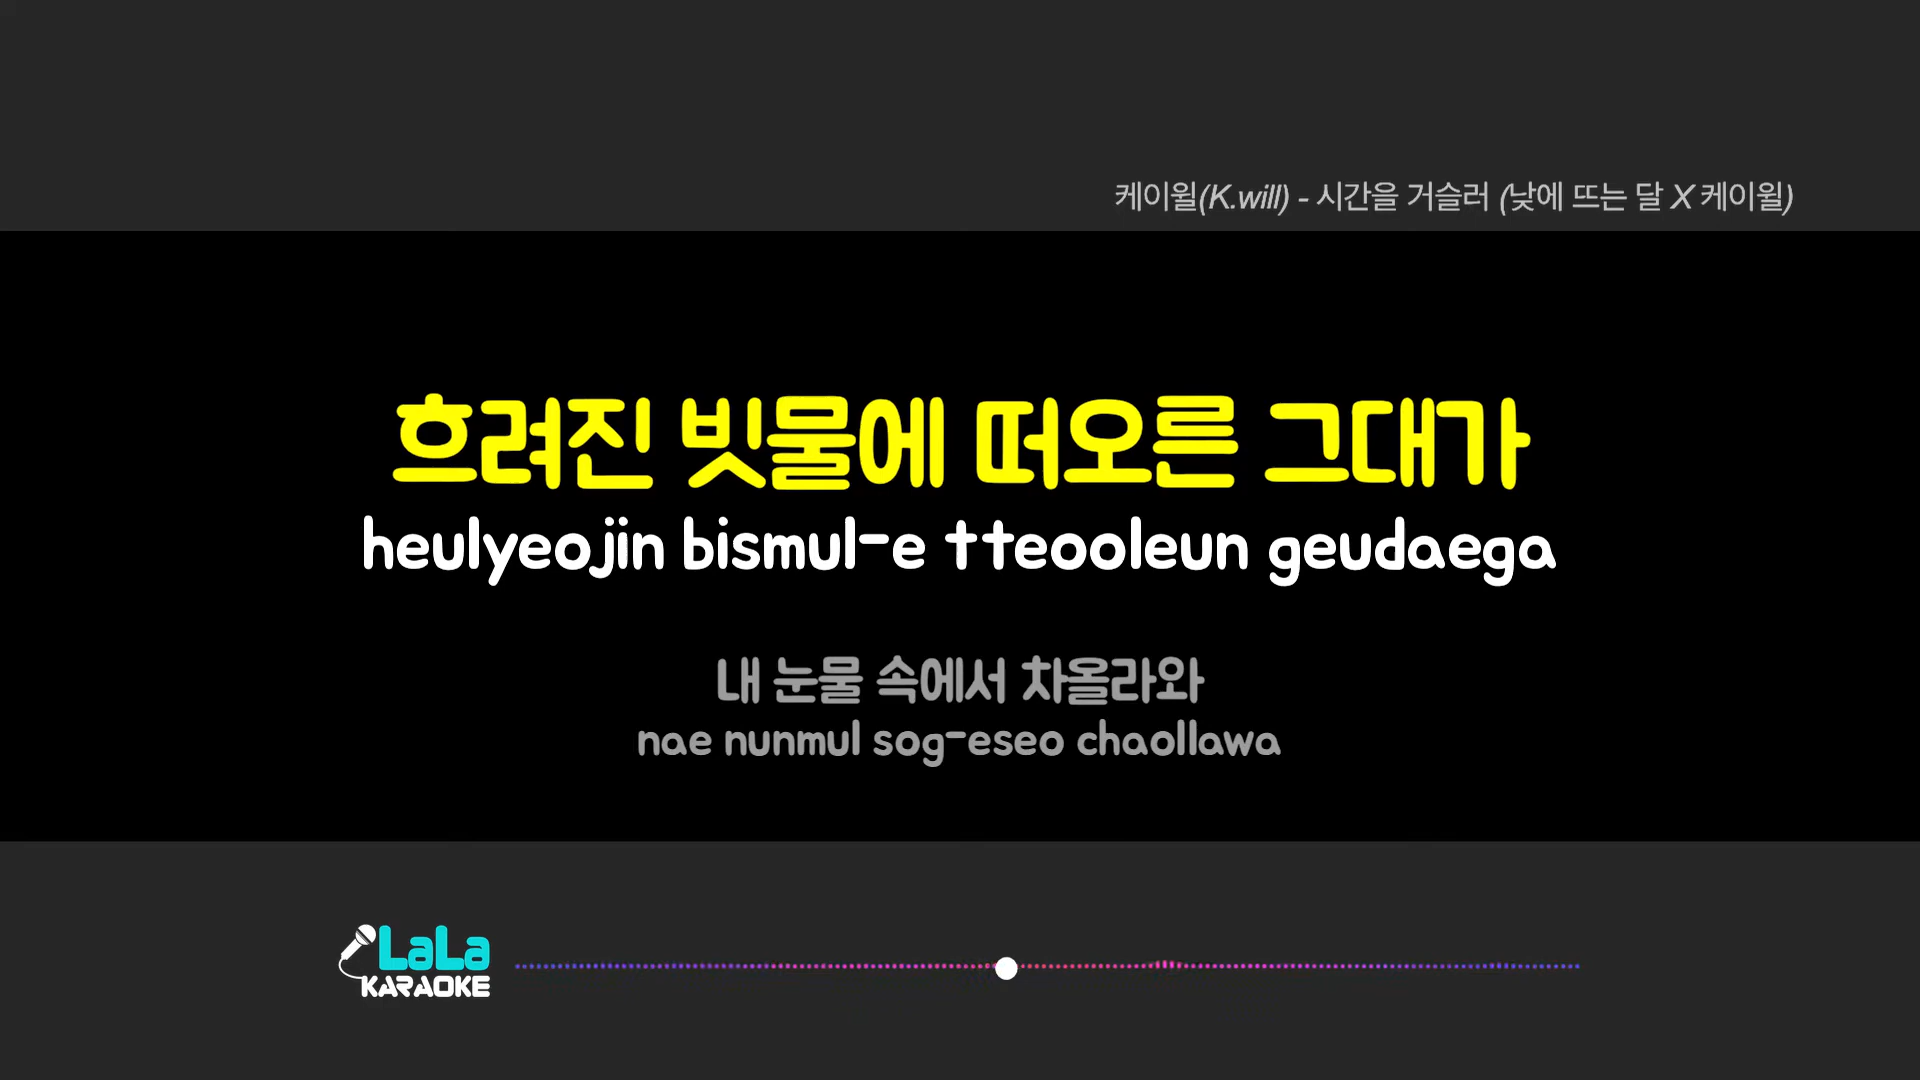 케이윌(K.will) - 시간을 거슬러 (낮에 뜨는 달 X 케이윌)
흐려진 빗물에 떠오른 그대가
heulyeojin bismul-e tteooleun geudaega
내 눈물 속에서 차올라와
nae nunmul sog-eseo chaollawa
LaLa
KARAOKE